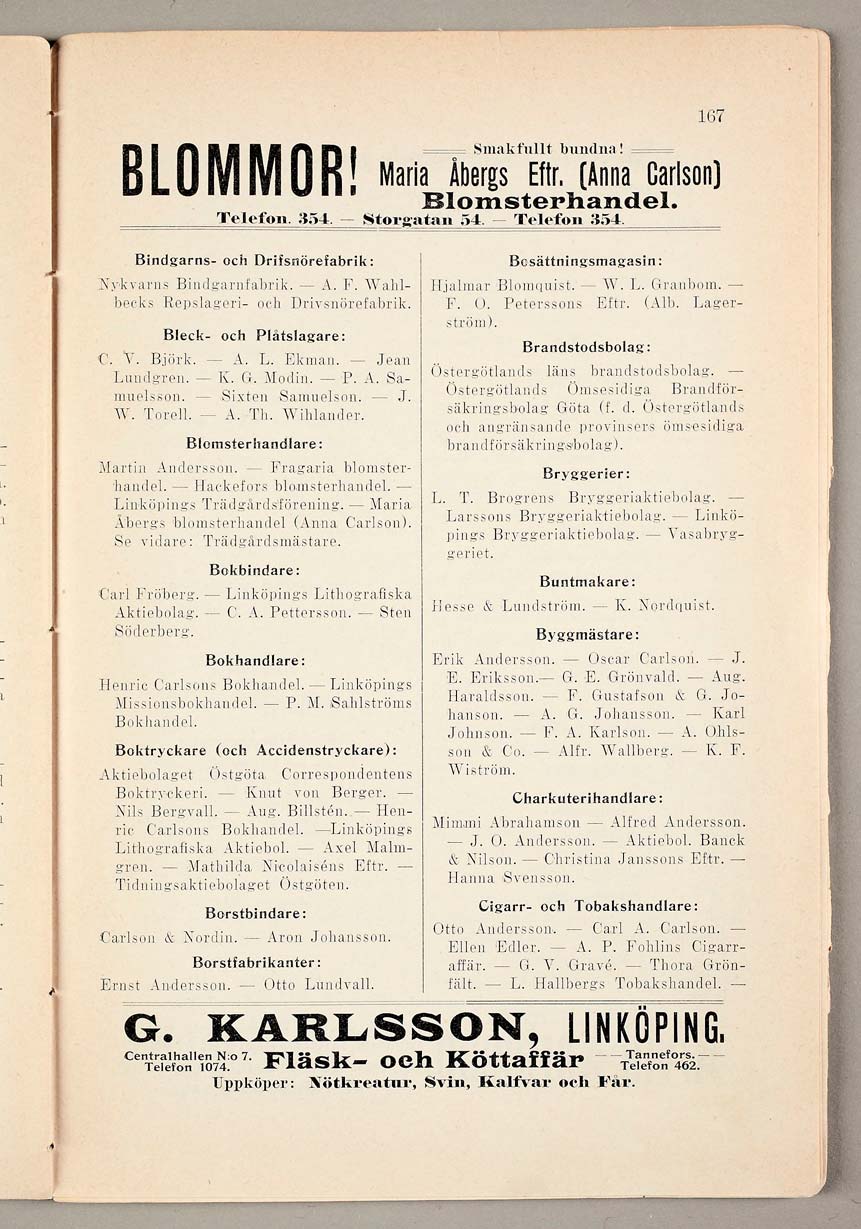 167
BLOMMOR!
Smakfullt bundna!
Maria Åbergs Eftr. (Anna Carlson)
Blomsterhandel.
Telefon. 354. — Storgatan 54. — Telefon 354.
Bindgarns- och Drifsnörefabrik:
Nykvarns Bindgarnfabrik. — A. F. Wahl-
becks Repslageri- och Drivsnörefabrik.
Bleck- och Plåtslagare:
C. V. Björk. — A. L. Ekman. — Jean
Lundgren. — K. G. Modin. — P. A. Sa-
muelsson. — Sixten Samuelson. — J.
W. Torell. — A. Th. Wihlander.
Blomsterhandlare:
Martin Andersson. — Fragaria blomster-
handel. — Hackefors blomsterhandel. —
Linköpings Trädgårdsförening. — Maria
Åbergs blomsterhandel (Anna Carlson).
Se vidare: Trädgårdsmästare.
Bokbindare:
Carl Fröberg. — Linköpings Lithografiska
Aktiebolag. — C. A. Pettersson. — Sten
Söderberg.
Bokhandlare:
Henric Carlsons Bokhandel. — Linköpings
Missionsbokhandel. — P. M. Sahlströms
Bokhandel.
Boktryckare (och Accidenstryckare):
Aktiebolaget Östgöta Correspondentens
Boktryckeri. — Knut von Berger. —
Nils Bergvall. — Aug. Billstén. — Hen-
ric Carlsons Bokhandel. —Linköpings
Lithografiska Aktiebol. — Axel Malm-
gren. — Mathilda Nicolaiséns Eftr. —
Tidningsaktiebolaget Östgöten.
Borstbindare:
Carlson & Nordin. — Aron Johansson.
Borstfabrikanter:
Ernst Andersson. — Otto Lundvall.
Bosättningsmagasin:
Hjalmar Blomquist. — W. L. Granbom. —
F. O. Peterssons Eftr. (Alb. Lager-
ström).
Brandstodsbolag:
Östergötlands läns brandstodsbolag. —
Östergötlands Ömsesidiga Brandför-
säkringsbolag Göta (f. d. Östergötlands
och angränsande provinsers ömsesidiga
brandförsäkringsbolag).
Bryggerier:
L. T. Brogrens Bryggeriaktiebolag. —
Larssons Bryggeriaktiebolag. — Linkö-
pings Bryggeriaktiebolag. — Vasabryg-
geriet.
Buntmakare:
Hesse & Lundström. — K. Nordquist.
Byggmästare:
Erik Andersson. — Oscar Carlson. — J.
E. Eriksson.— G. E. Grönvald. — Aug.
Haraldsson. — F. Gustafson & G. Jo-
hanson. — A. G. Johansson. — Karl
Johnson. — F. A. Karlson. — A. Ohls-
son & Co. — Alfr. Wallberg. — K. F.
Wiström.
Charkuterihandlare:
Mimmi Abrahamson — Alfred Andersson.
— J. O. Andersson. — Aktiebol. Banck
& Nilson. — Christina Janssons Eftr. —
Hanna Svensson.
Cigarr- och Tobakshandlare:
Otto Andersson. — Carl A. Carlson. —
Ellen Edler. — A. P. Fohlins Cigarr-
affär. — G. V. Gravé. — Thora Grön-
fält. — L. Hallbergs Tobakshandel. —
G. KARLSSON, LINKÖPING.
Centralhallen N:o 7.
Telefon 1074.
Fläsk- och Köttaffär
Tannefors.
Telefon 462.
Uppköper: Nötkreatur, Svin, Kalfvar och Får.